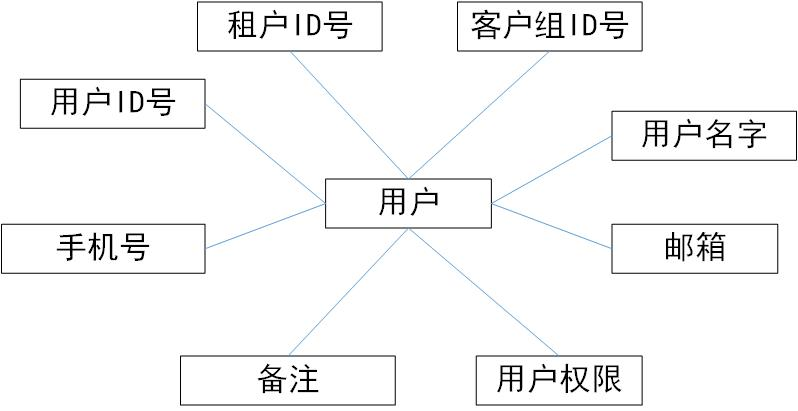 租户ID号
客户组ID号
用户ID号
用户名字
用户
手机号
邮箱
备注
用户权限